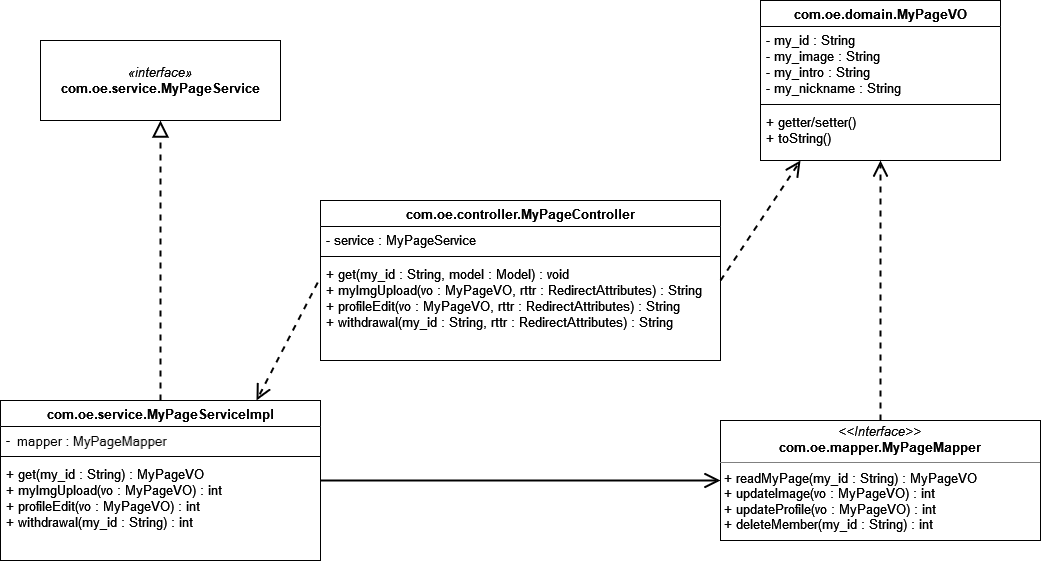 com.oe.domain.MyPageVO
- my_id : String
- my_image : String
- my_intro : String
- my_nickname : String
+ getter/setter()
+ toString()
«interface»
com.oe.service.MyPageService
com.oe.controller.MyPageController
- service : MyPageService
+ get(my_id : String, model : Model) : void
+ myImgUpload(vo : MyPageVO, rttr : RedirectAttributes) : String
+ profileEdit(vo : MyPageVO, rttr : RedirectAttributes) : String
+ withdrawal(my_id : String, rttr : RedirectAttributes) : String
com.oe.service.MyPageServiceImpl
- mapper : MyPageMapper
+ get(my_id : String) : MyPageVO
+ myImgUpload(vo : MyPageVO) : int
+ profileEdit(vo : MyPageVO) : int
+ withdrawal(my_id : String) : int
<<Interface>>
com.oe.mapper.MyPageMapper
+ readMyPage(my_id : String) : MyPageVO
+ updateImage(vo : MyPageVO) : int
+ updateProfile(vo : MyPageVO) : int
+ deleteMember(my_id : String) : int